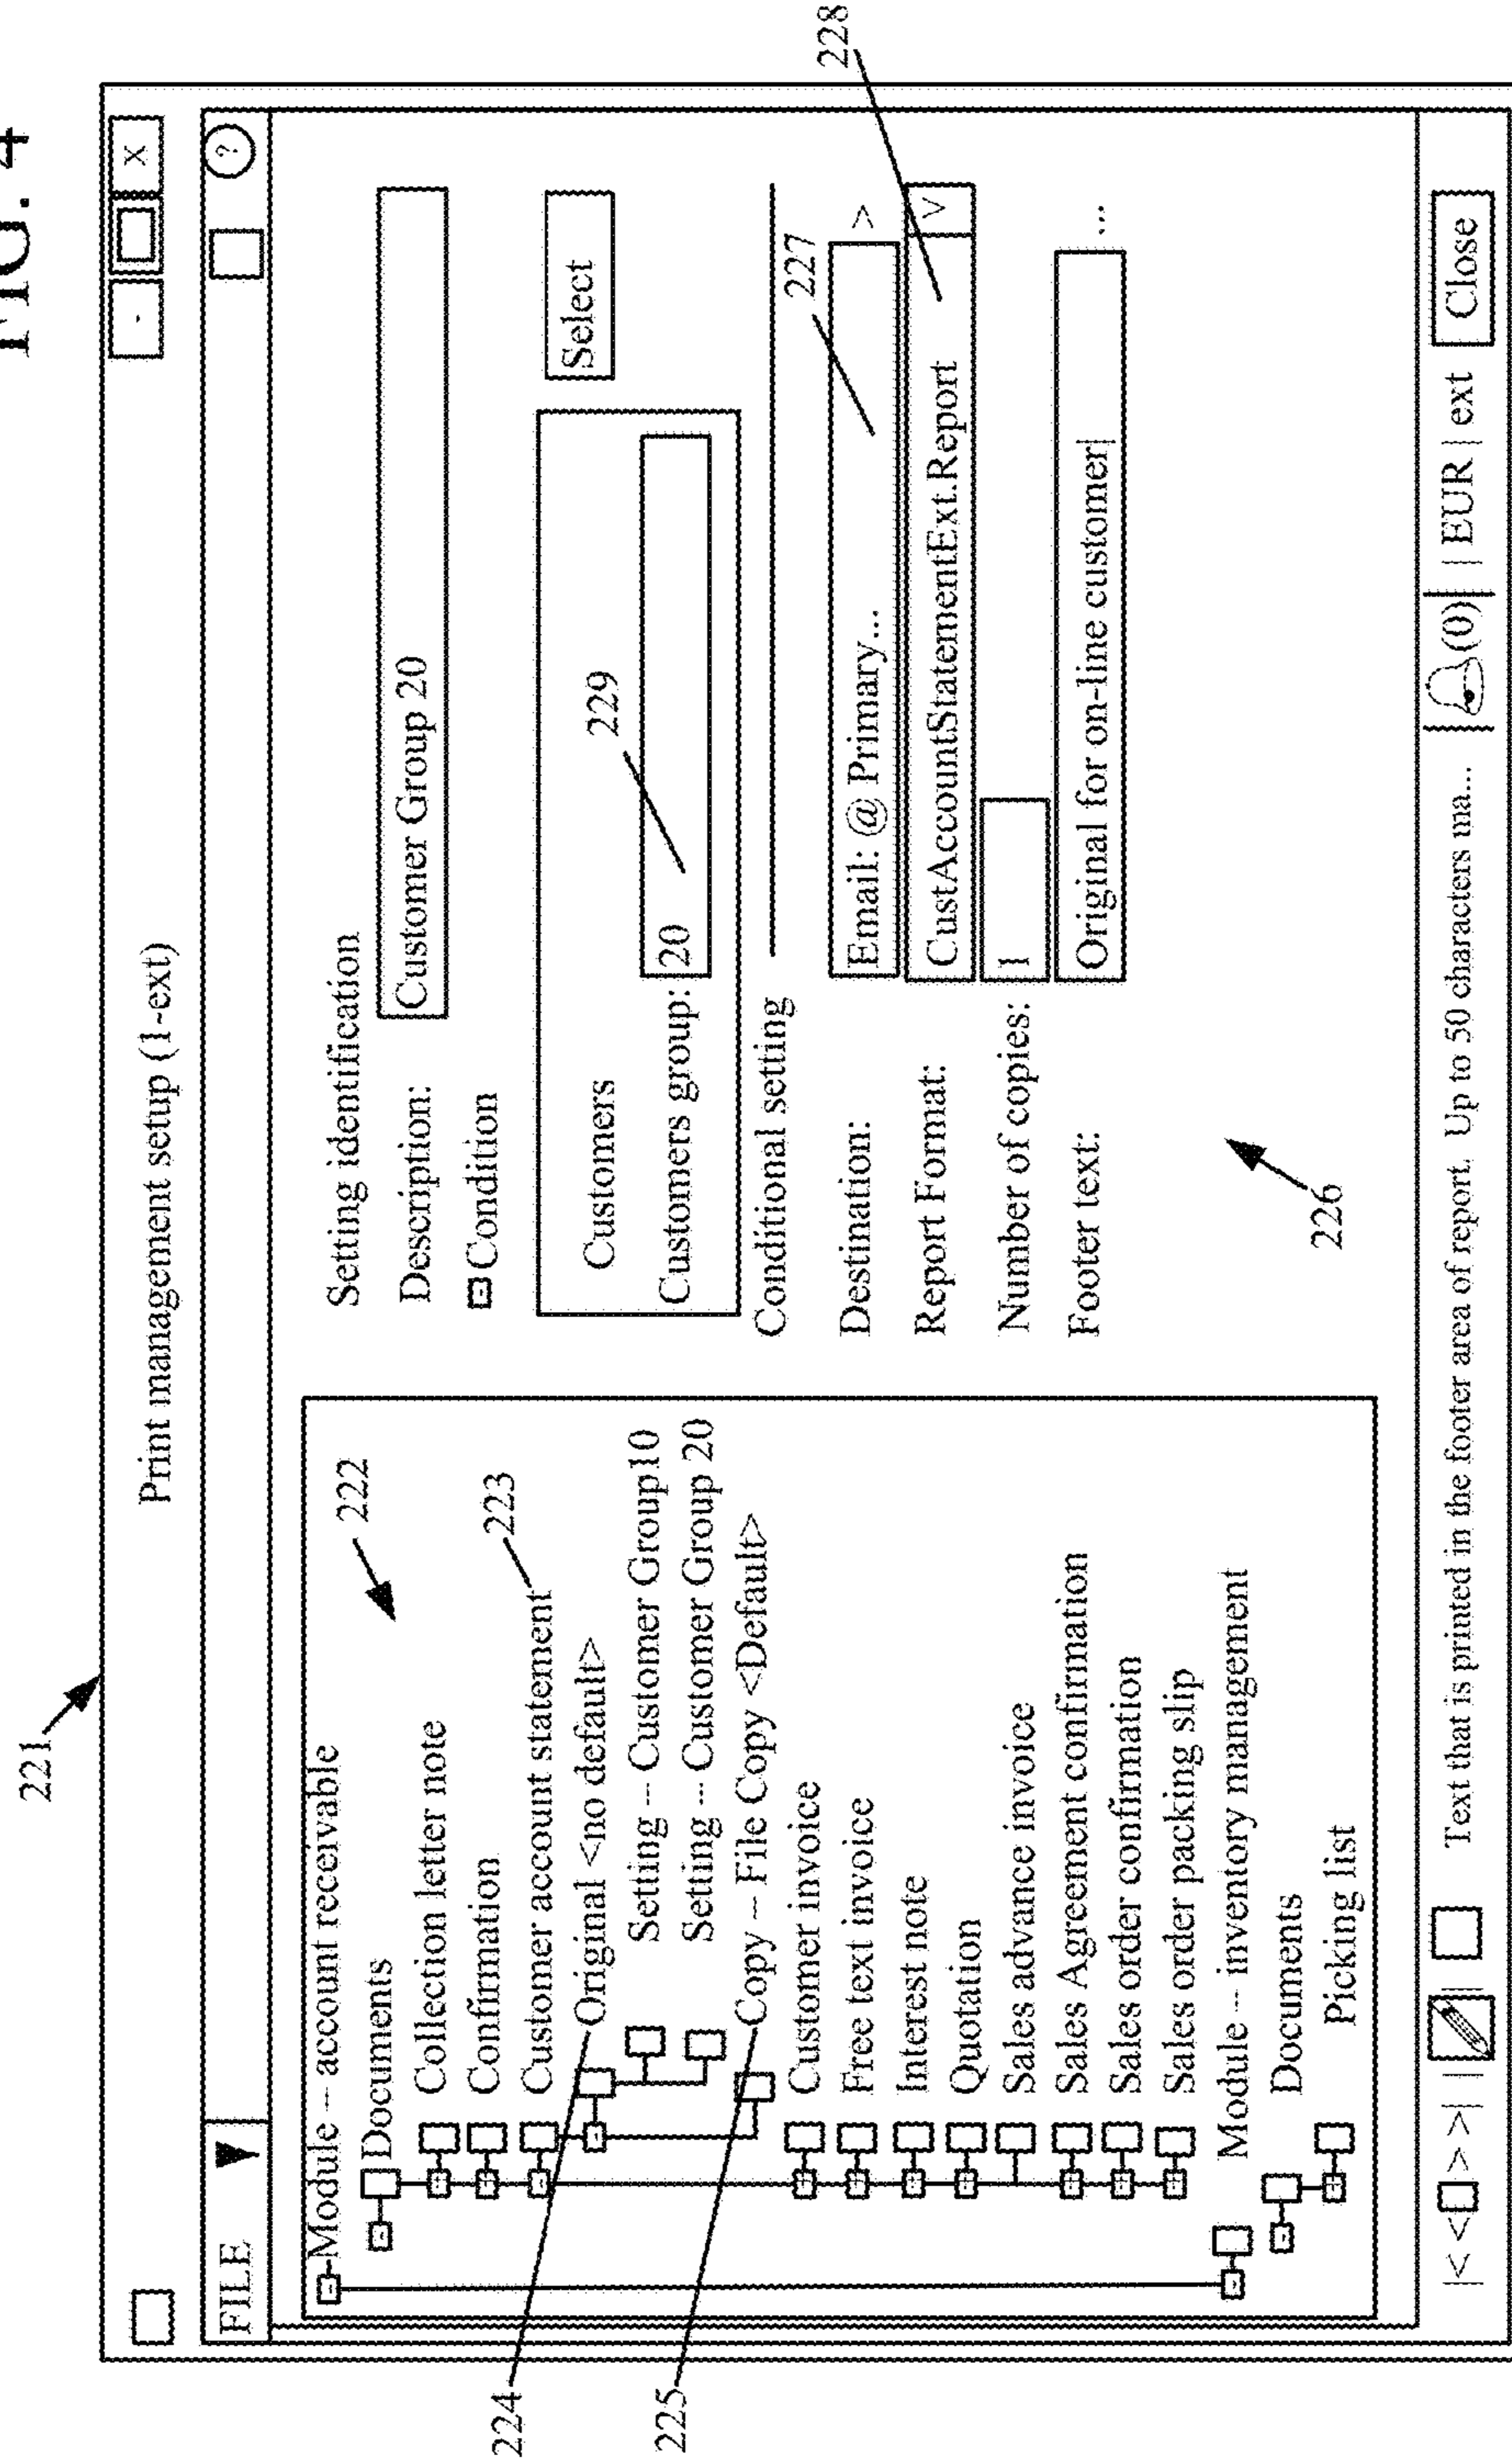 FIG. 4
221
Print management setup (1-ext)
- X
FILE ?
Module – account receivable
Documents
Collection letter note
Confirmation
Customer account statement
Original <no default>
Setting -- Customer Group10
Setting -- Customer Group 20
Copy – File Copy <Default>
Customer invoice
Free text invoice
Interest note
Quotation
Sales advance invoice
Sales Agreement confirmation
Sales order confirmation
Sales order packing slip
Module – inventory management
Documents
Picking list
222
223
224
225
Setting identification
Description: Customer Group 20
Condition
Customers
Select
Customers group: 20
229
Conditional setting
227
Destination: Email: @ Primary... >
Report Format: CustAccountStatementExt.Report V
228
Number of copies: 1
Footer text: Original for on-line customer ...
226
|< < > >| Text that is printed in the footer area of report. Up to 50 characters ma... (0) | EUR | ext Close